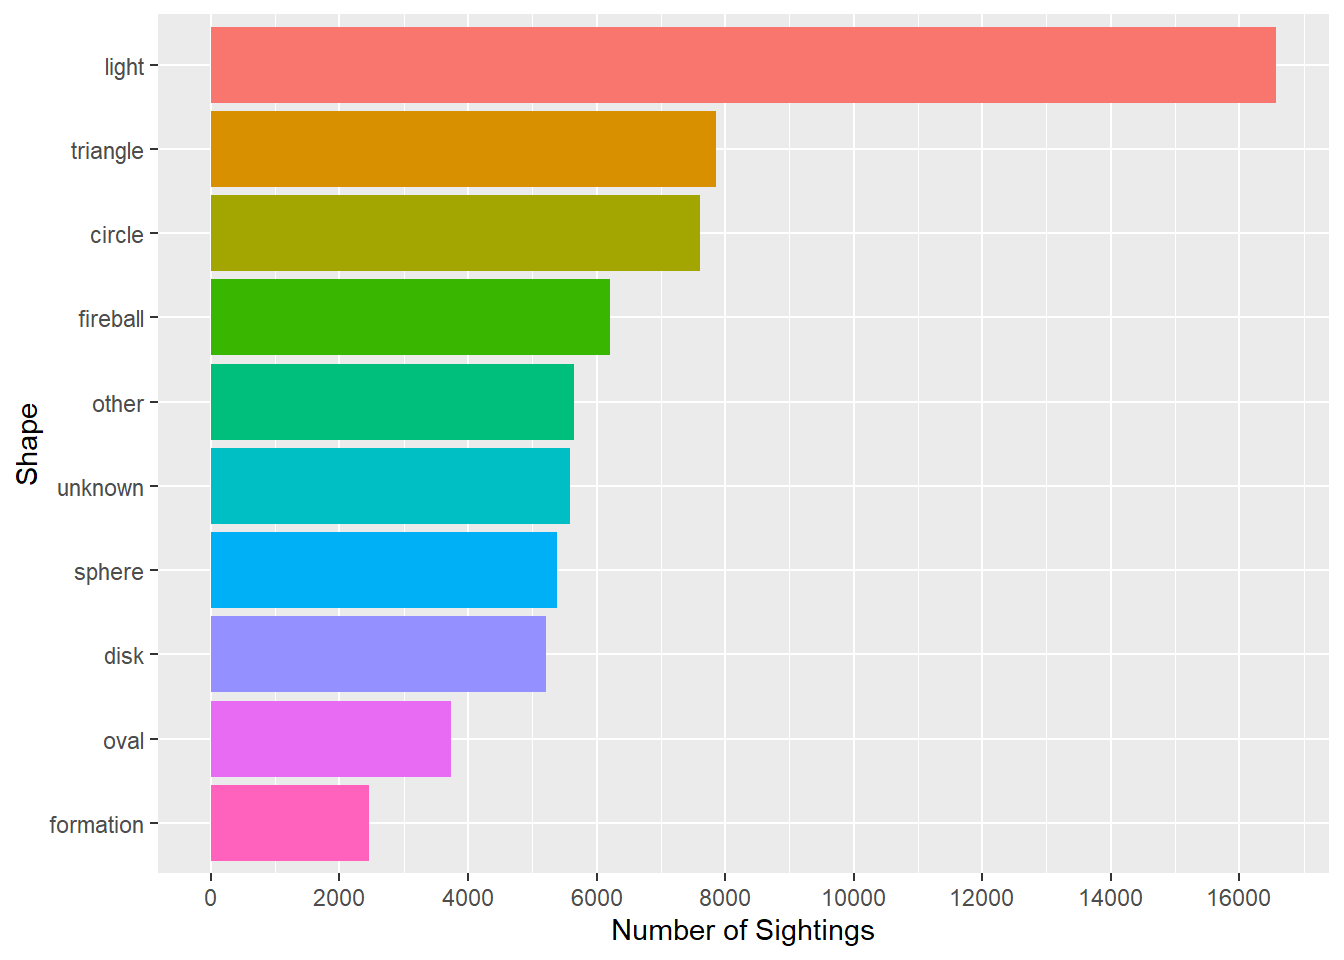 light
triangle
circle
fireball
other
unknown
sphere
disk
oval
formation
Shape
0 2000 4000 6000 8000 10000 12000 14000 16000
Number of Sightings